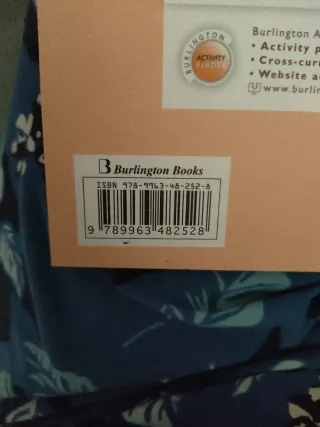 Burlington A
• Activity p
• Cross-curr
• Website a
www.burlin
BURLINGTON
ACTIVITY
READER
B Burlington Books
ISBN 978-9963-48-252-8
9 789963 482528